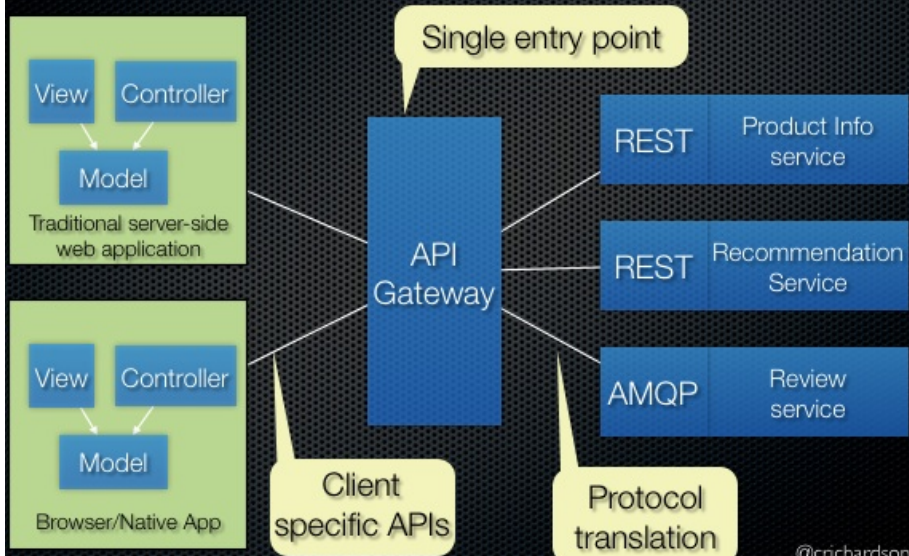 Single entry point
View
Controller
Model
Traditional server-side
web application
API
Gateway
REST
Product Info
service
REST
Recommendation
Service
AMQP
Review
service
View
Controller
Model
Browser/Native App
Client
specific APIs
Protocol
translation